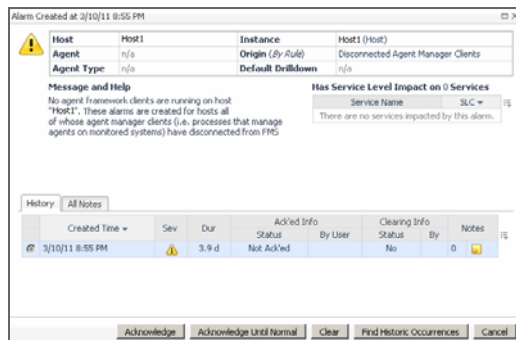 Alarm Created at 3/10/11 8:55 PM
Host Host1 Instance Host1 (Host)
Agent n/a Origin (By Rule) Disconnected Agent Manager Clients
Agent Type n/a Default Drilldown n/a
Message and Help
No agent framework clients are running on host
"Host1". These alarms are created for hosts all
of whose agent manager clients (i.e. processes that manage
agents on monitored systems) have disconnected from FMS
Has Service Level Impact on 0 Services
Service Name SLC
There are no services impacted by this alarm.
History All Notes
Created Time Sev Dur Ack'ed Info Clearing Info Notes
Status By User Status By
3/10/11 8:55 PM 3.9 d Not Ack'ed No 0
Acknowledge Acknowledge Until Normal Clear Find Historic Occurrences Cancel